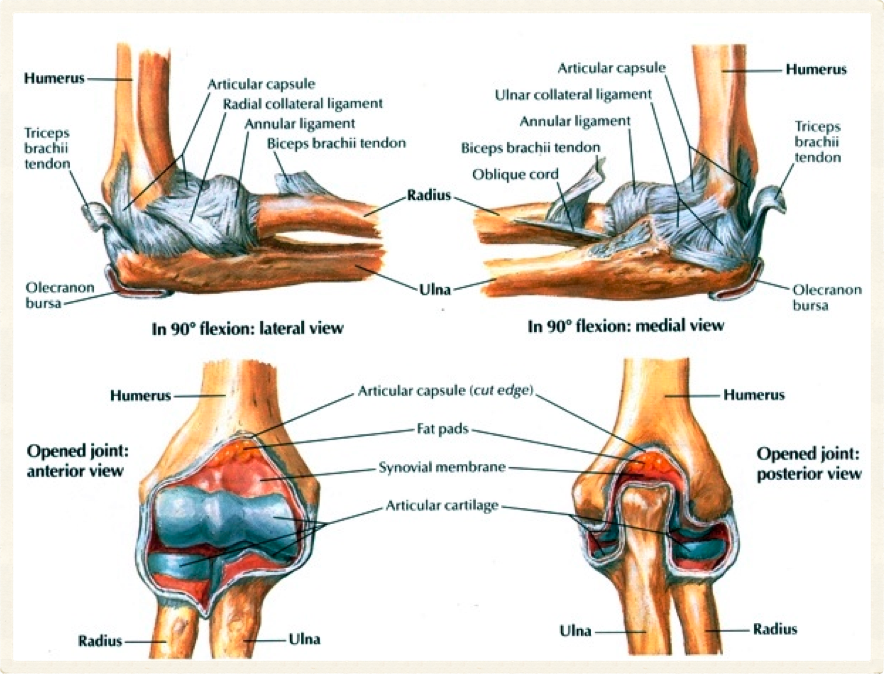 Humerus
Articular capsule
Radial collateral ligament
Annular ligament
Biceps brachii tendon
Triceps
brachii
tendon
Olecranon
bursa
In 90° flexion: lateral view
Radius
Ulna
Articular capsule
Ulnar collateral ligament
Annular ligament
Biceps brachii tendon
Oblique cord
Humerus
Triceps
brachii
tendon
Olecranon
bursa
In 90° flexion: medial view
Humerus
Opened joint:
anterior view
Radius
Ulna
Articular capsule (cut edge)
Fat pads
Synovial membrane
Articular cartilage
Humerus
Opened joint:
posterior view
Ulna
Radius